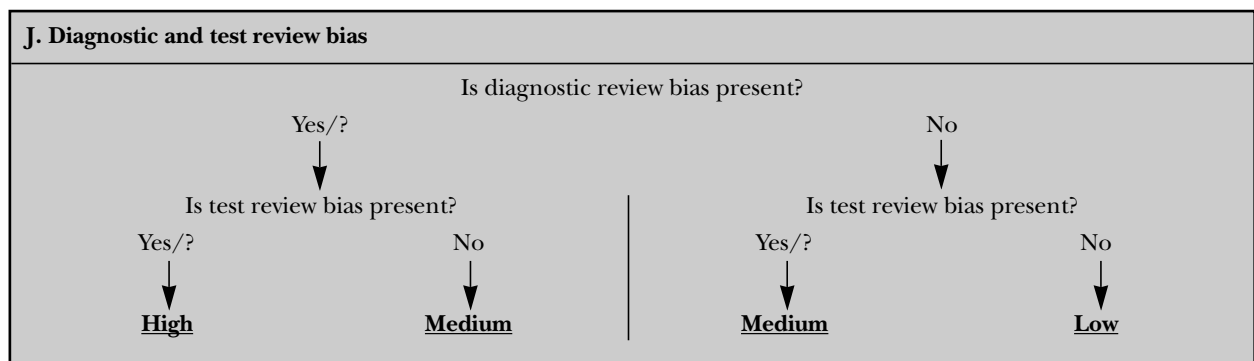 J. Diagnostic and test review bias
Is diagnostic review bias present?
Yes/? No
Is test review bias present? Is test review bias present?
Yes/? No Yes/? No
High Medium Medium Low